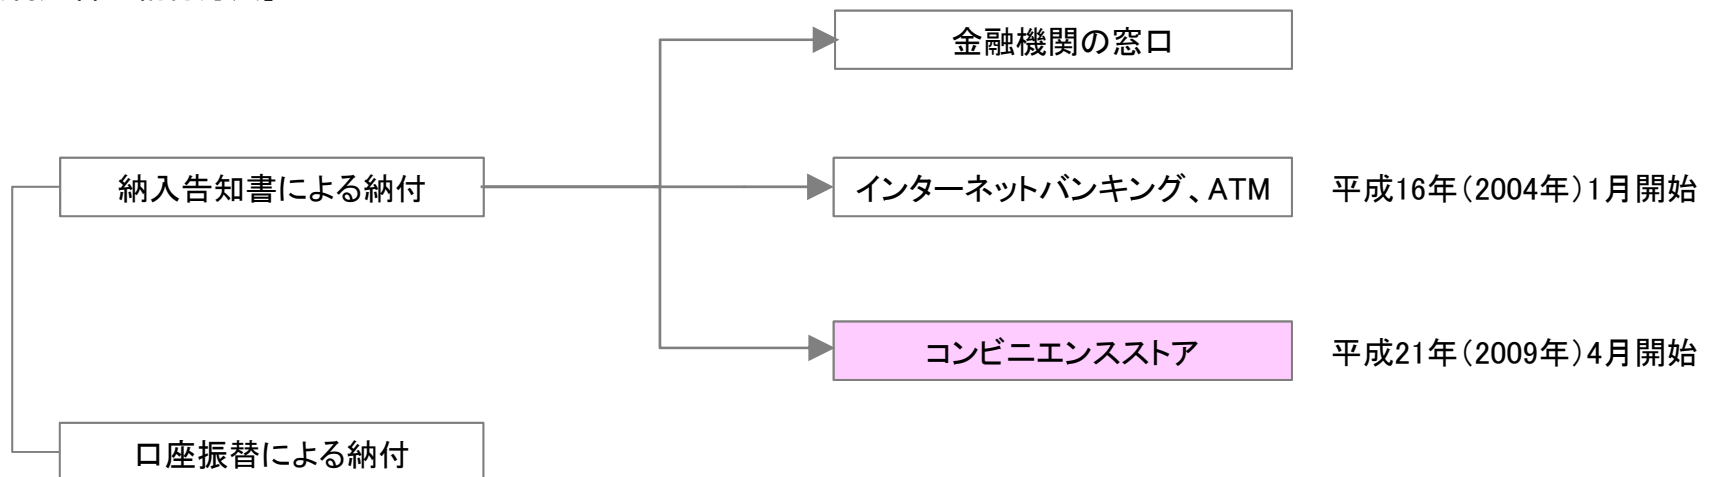 金融機関の窓口
納入告知書による納付
インターネットバンキング、ATM
平成16年(2004年)1月開始
コンビニエンスストア
平成21年(2009年)4月開始
口座振替による納付